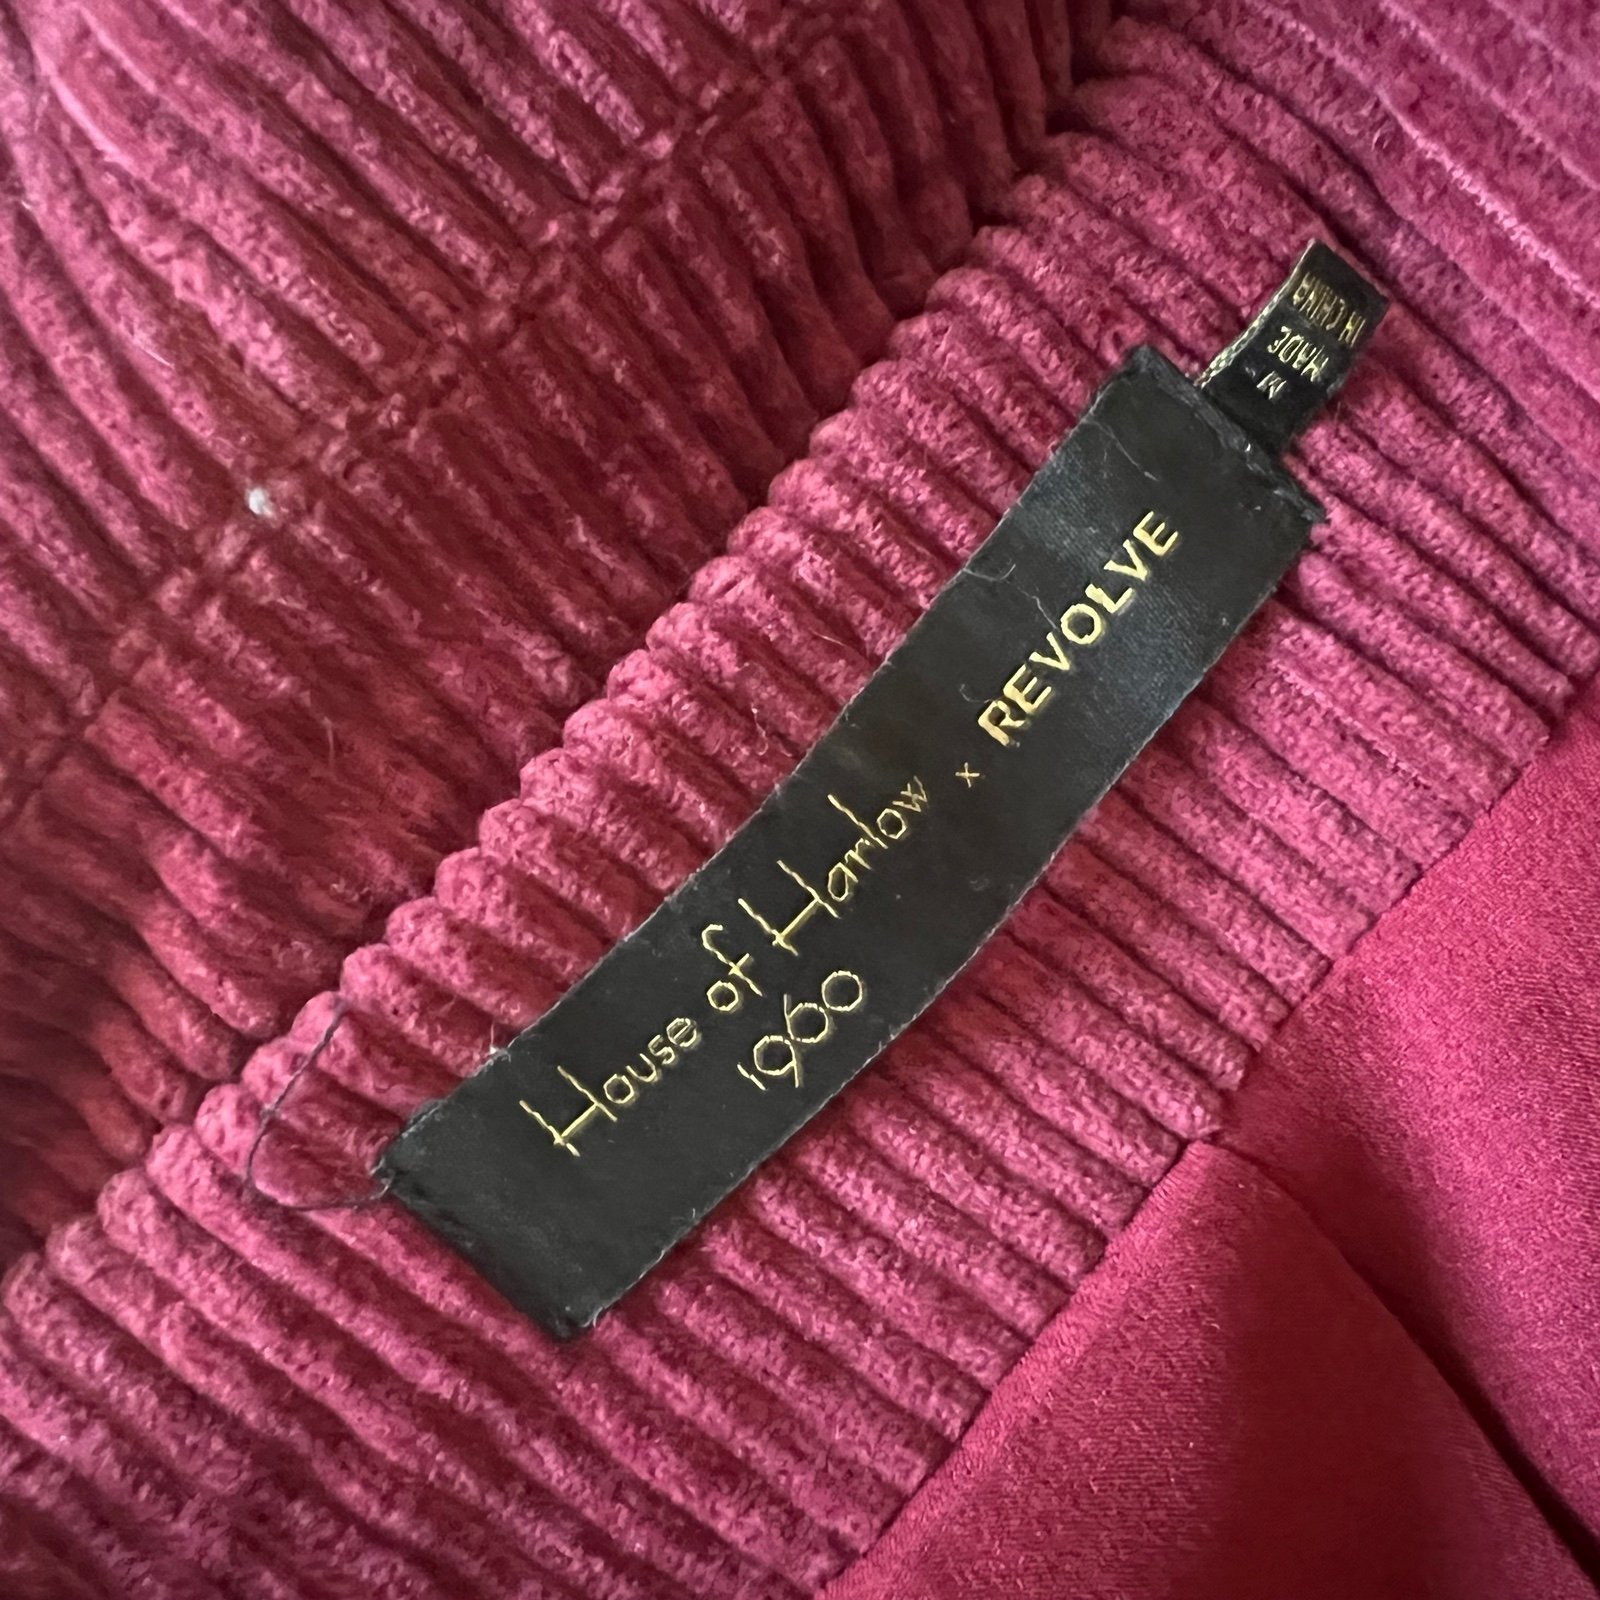 House of Harlow x REVOLVE
1960
M
MADE
IN CHINA